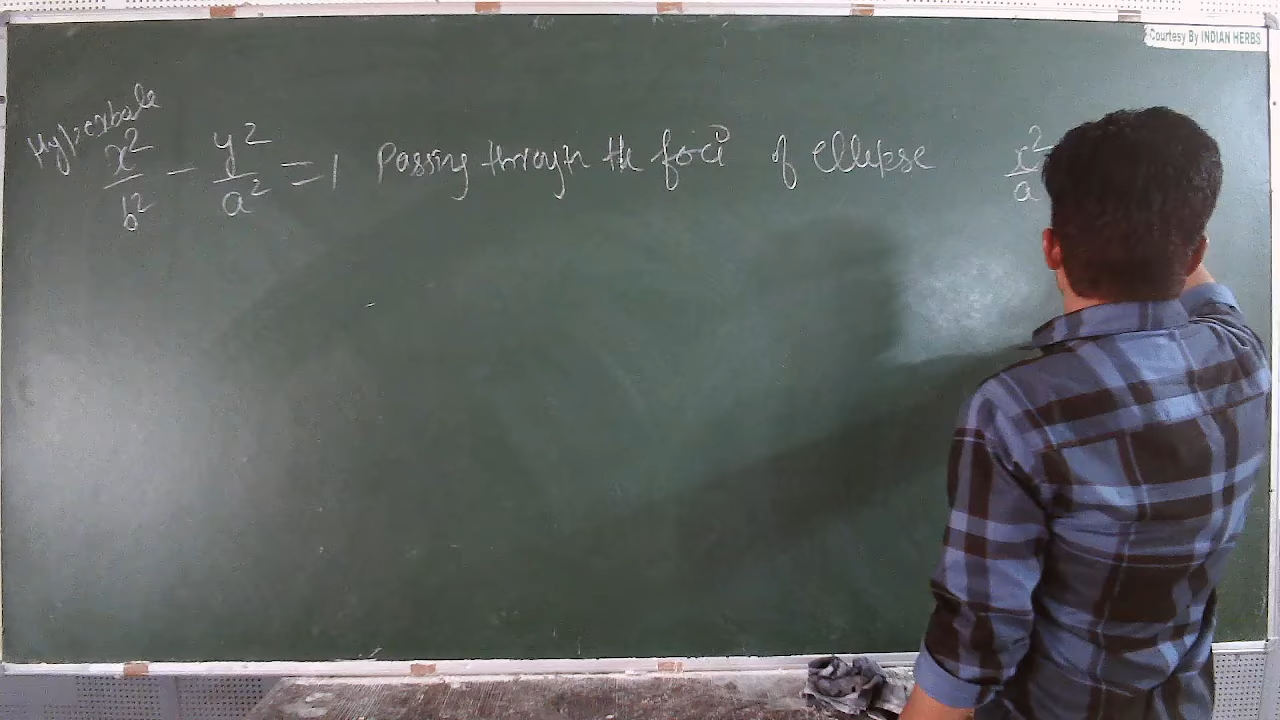 Courtesy By INDIAN HERBS
Hyperbola
x²/b² - y²/a² = 1 Passing through the foci of ellipse x²/a